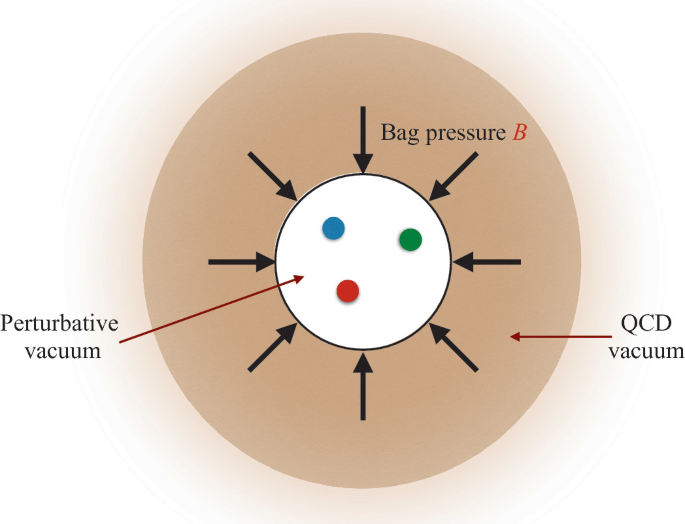 Bag pressure B
Perturbative
vacuum
QCD
vacuum